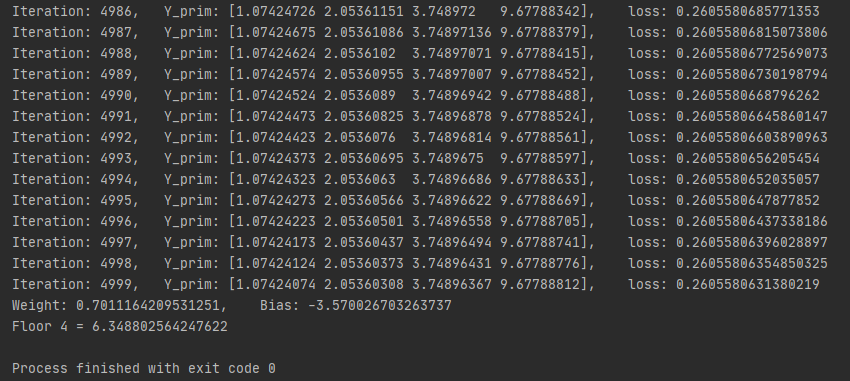 Iteration: 4986,   Y_prim: [1.07424726 2.05361151 3.748972   9.67788342],    loss: 0.2605580685771353
Iteration: 4987,   Y_prim: [1.07424675 2.05361086 3.74897136 9.67788379],    loss: 0.26055806815073806
Iteration: 4988,   Y_prim: [1.07424624 2.0536102  3.74897071 9.67788415],    loss: 0.26055806772569073
Iteration: 4989,   Y_prim: [1.07424574 2.05360955 3.74897007 9.67788452],    loss: 0.26055806730198794
Iteration: 4990,   Y_prim: [1.07424524 2.0536089  3.74896942 9.67788488],    loss: 0.2605580668796262
Iteration: 4991,   Y_prim: [1.07424473 2.05360825 3.74896878 9.67788524],    loss: 0.26055806645860147
Iteration: 4992,   Y_prim: [1.07424423 2.0536076  3.74896814 9.67788561],    loss: 0.26055806603890963
Iteration: 4993,   Y_prim: [1.07424373 2.05360695 3.7489675  9.67788597],    loss: 0.2605580656205454
Iteration: 4994,   Y_prim: [1.07424323 2.0536063  3.74896686 9.67788633],    loss: 0.2605580652035057
Iteration: 4995,   Y_prim: [1.07424273 2.05360566 3.74896622 9.67788669],    loss: 0.2605580647877852
Iteration: 4996,   Y_prim: [1.07424223 2.05360501 3.74896558 9.67788705],    loss: 0.26055806437338186
Iteration: 4997,   Y_prim: [1.07424173 2.05360437 3.74896494 9.67788741],    loss: 0.26055806396028897
Iteration: 4998,   Y_prim: [1.07424124 2.05360373 3.74896431 9.67788776],    loss: 0.26055806354850325
Iteration: 4999,   Y_prim: [1.07424074 2.05360308 3.74896367 9.67788812],    loss: 0.2605580631380219
Weight: 0.7011164209531251,    Bias: -3.570026703263737
Floor 4 = 6.348802564247622
Process finished with exit code 0